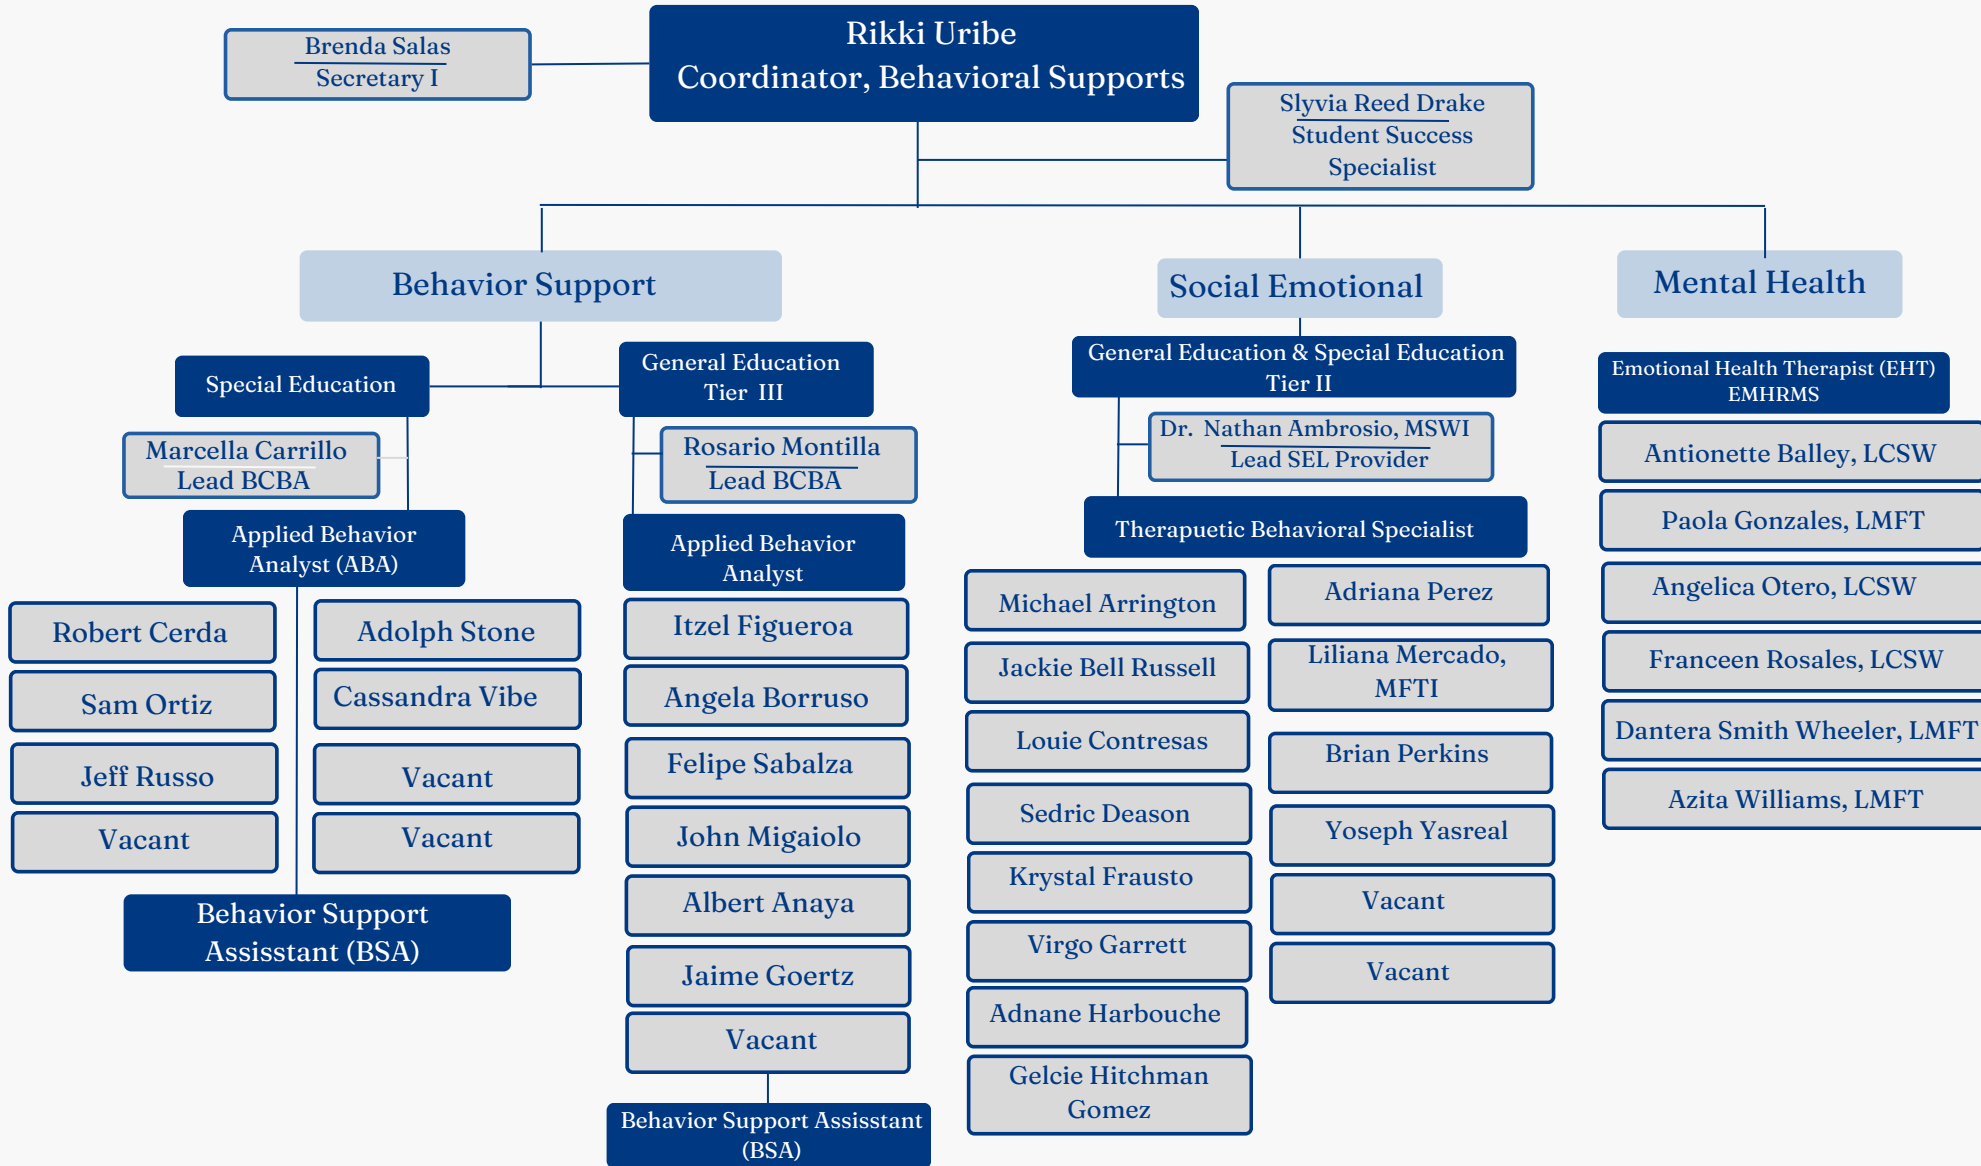 Rikki Uribe
Coordinator, Behavioral Supports
Brenda Salas
Secretary I
Slyvia Reed Drake
Student Success
Specialist
Behavior Support
Special Education
Marcella Carrillo
Lead BCBA
Applied Behavior
Analyst (ABA)
Robert Cerda
Sam Ortiz
Jeff Russo
Vacant
Adolph Stone
Cassandra Vibe
Vacant
Vacant
Behavior Support
Assisstant (BSA)
General Education
Tier III
Rosario Montilla
Lead BCBA
Applied Behavior
Analyst
Itzel Figueroa
Angela Borruso
Felipe Sabalza
John Migaiolo
Albert Anaya
Jaime Goertz
Vacant
Behavior Support Assisstant
(BSA)
Social Emotional
General Education & Special Education
Tier II
Dr. Nathan Ambrosio, MSWI
Lead SEL Provider
Therapuetic Behavioral Specialist
Michael Arrington
Jackie Bell Russell
Louie Contresas
Sedric Deason
Krystal Frausto
Virgo Garrett
Adnane Harbouche
Gelcie Hitchman
Gomez
Adriana Perez
Liliana Mercado,
MFTI
Brian Perkins
Yoseph Yasreal
Vacant
Vacant
Mental Health
Emotional Health Therapist (EHT)
EMHRMS
Antionette Balley, LCSW
Paola Gonzales, LMFT
Angelica Otero, LCSW
Franceen Rosales, LCSW
Dantera Smith Wheeler, LMFT
Azita Williams, LMFT